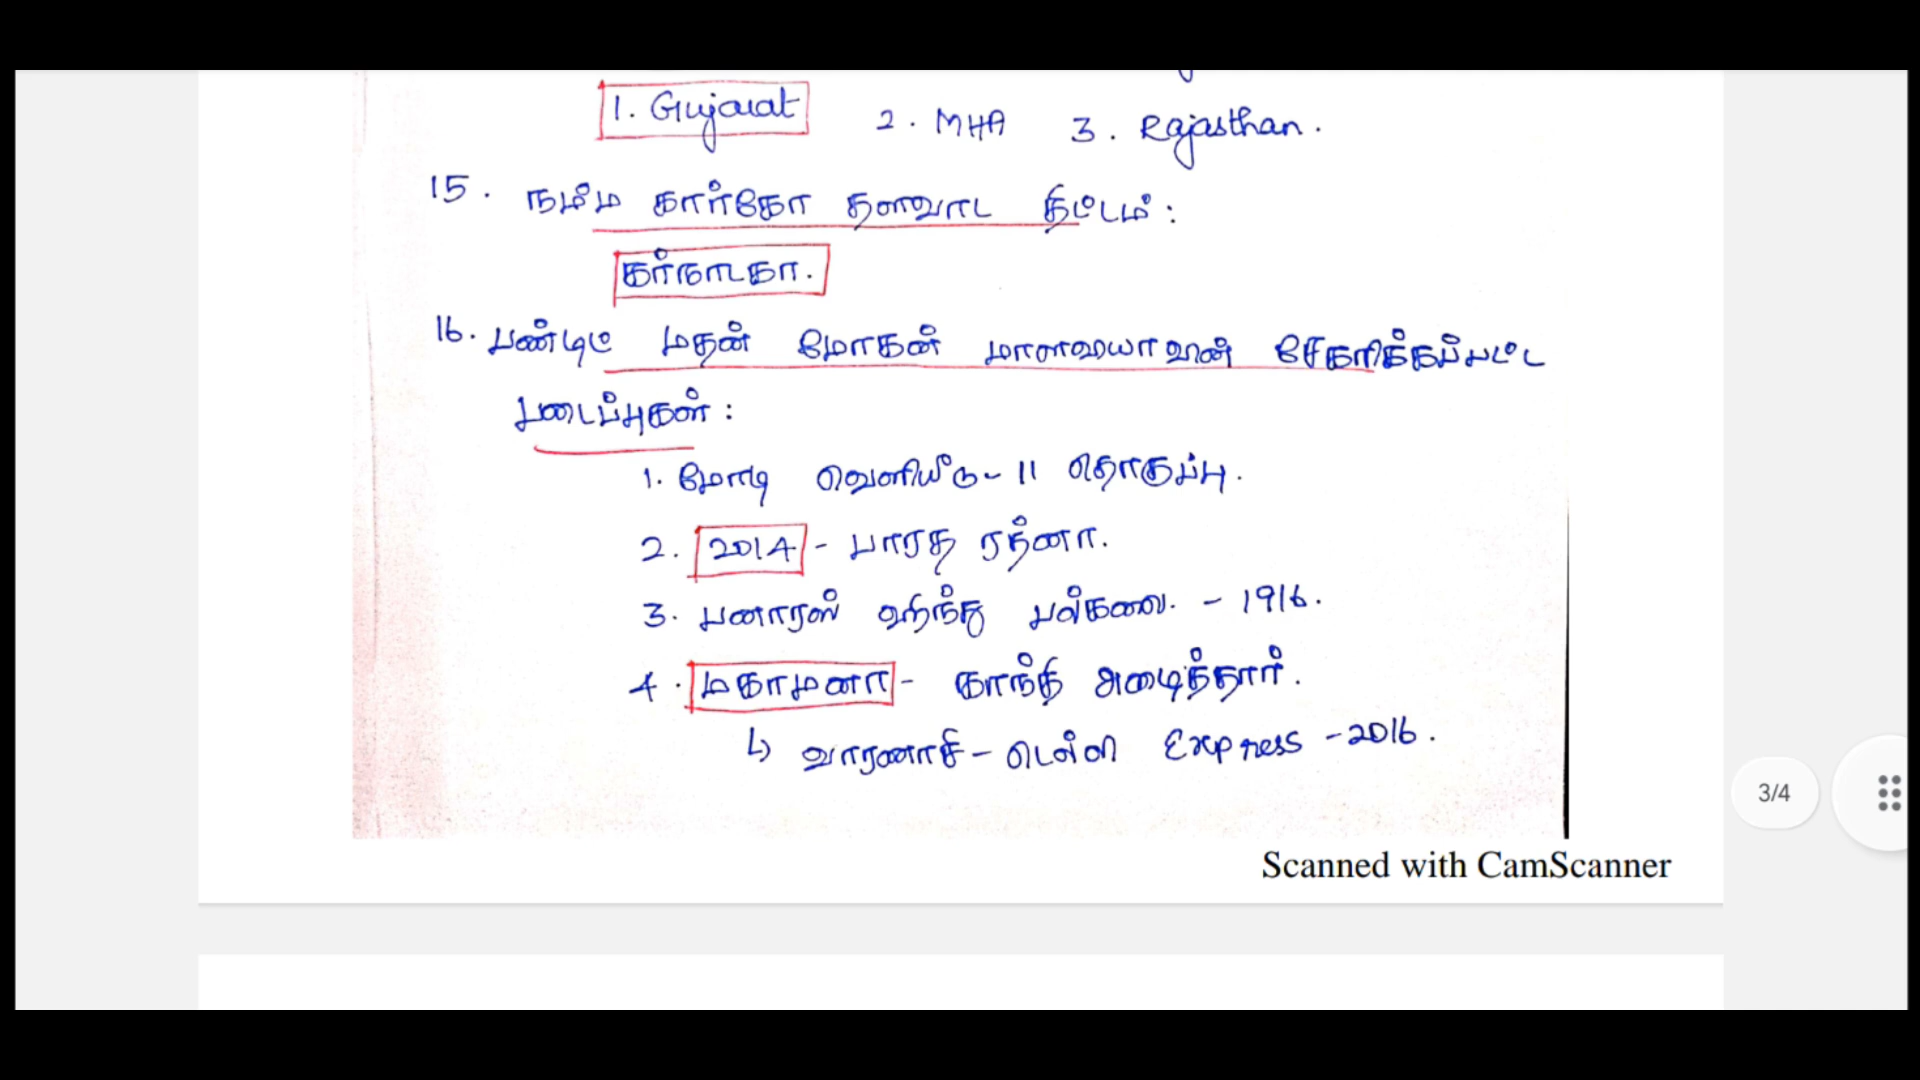 1. Gujarat 2. MHA 3. Rajasthan.
15. நம்ம கார்கோ தளவாட திட்டம் :
கர்நாடகா.
16. பண்டிட் மதன் மோகன் மாளவியாவின் சேகரிக்கப்பட்ட
படைப்புகள் :
1. மோடி வெளியீடு - 11 தொகுப்பு.
2. 2014 - பாரத ரத்னா.
3. பனாரஸ் ஹிந்து பல்கலை. - 1916.
4. மகாமனா - காந்தி அழைத்தார்.
↳ வாரணாசி - டெல்லி Express - 2016.
3/4
Scanned with CamScanner